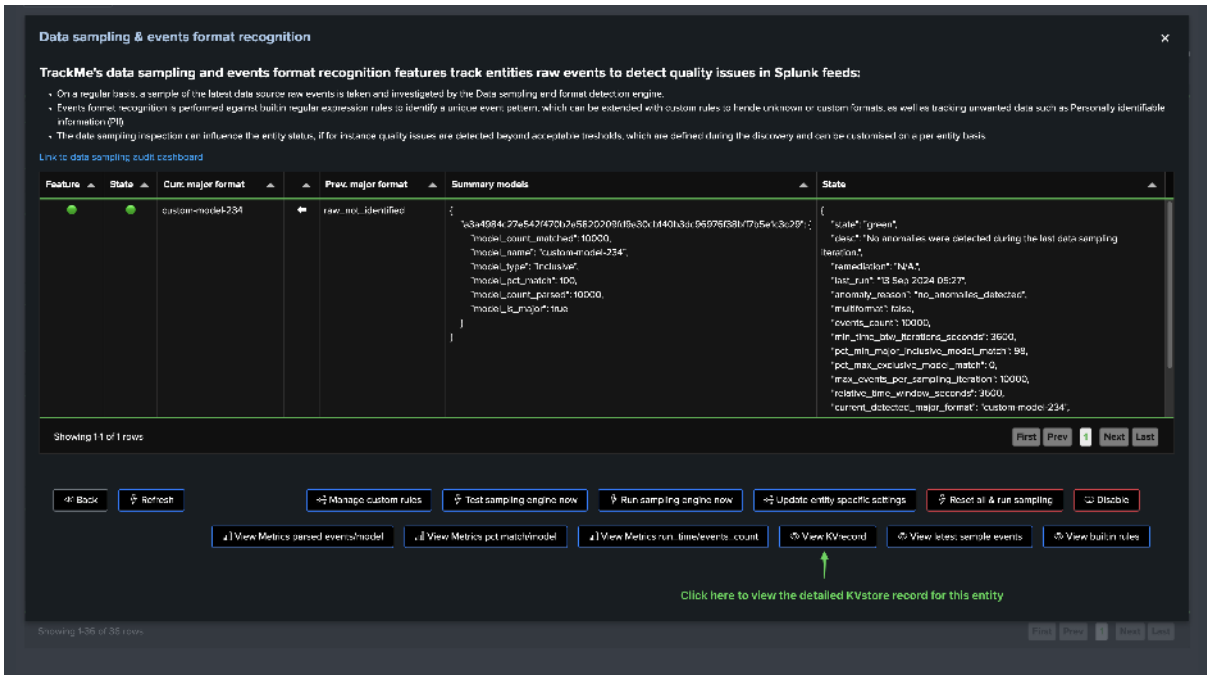 Data sampling & events format recognition
×
TrackMe's data sampling and events format recognition features track entities raw events to detect quality issues in Splunk feeds:
• On a regular basis, a sample of the latest data source raw events is taken and investigated by the Data sampling and format detection engine.
• Events format recognition is performed against builtin regular expression rules to identify a unique event pattern, which can be extended with custom rules to handle unknown or custom formats, as well as tracking unwanted data such as Personally identifiable
information (PII)
• The data sampling inspection can influence the entity status, if for instance quality issues are detected beyond acceptable tresholds, which are defined during the discovery and can be customised on a per entity basis
Link to data sampling audit dashboard
Feature State Curr. major format Prev. major format Summary models State
custom-model-234 raw_not_identified
{
"model_count_matched": 10000,
"model_name": "custom-model-234",
"model_type": "inclusive",
"model_pct_match": 100,
"model_count_parsed": 10000,
"model_is_major": true
}
}
{
"state": "green",
"desc": "No anomalies were detected during the last data sampling
iteration.",
"remediation": "N/A.",
"last_run": "13 Sep 2024 05:27",
"anomaly_reason": "no_anomalies_detected",
"multiformat": false,
"events_count": 10000,
"min_time_btw_iterations_seconds": 3600,
"pct_min_major_inclusive_model_match": 98,
"pct_max_exclusive_model_match": 0,
"max_events_per_sampling_iteration": 10000,
"relative_time_window_seconds": 3600,
"current_detected_major_format": "custom-model-234",
Showing 1-1 of 1 rows
First Prev 1 Next Last
Back Refresh Manage custom rules Test sampling engine now Run sampling engine now Update entity specific settings Reset all & run sampling Disable
View Metrics parsed events/model View Metrics pct match/model View Metrics run_time/events_count View KVrecord View latest sample events View builtin rules
Click here to view the detailed KVstore record for this entity
Showing 1-36 of 36 rows
First Prev 1 Next Last